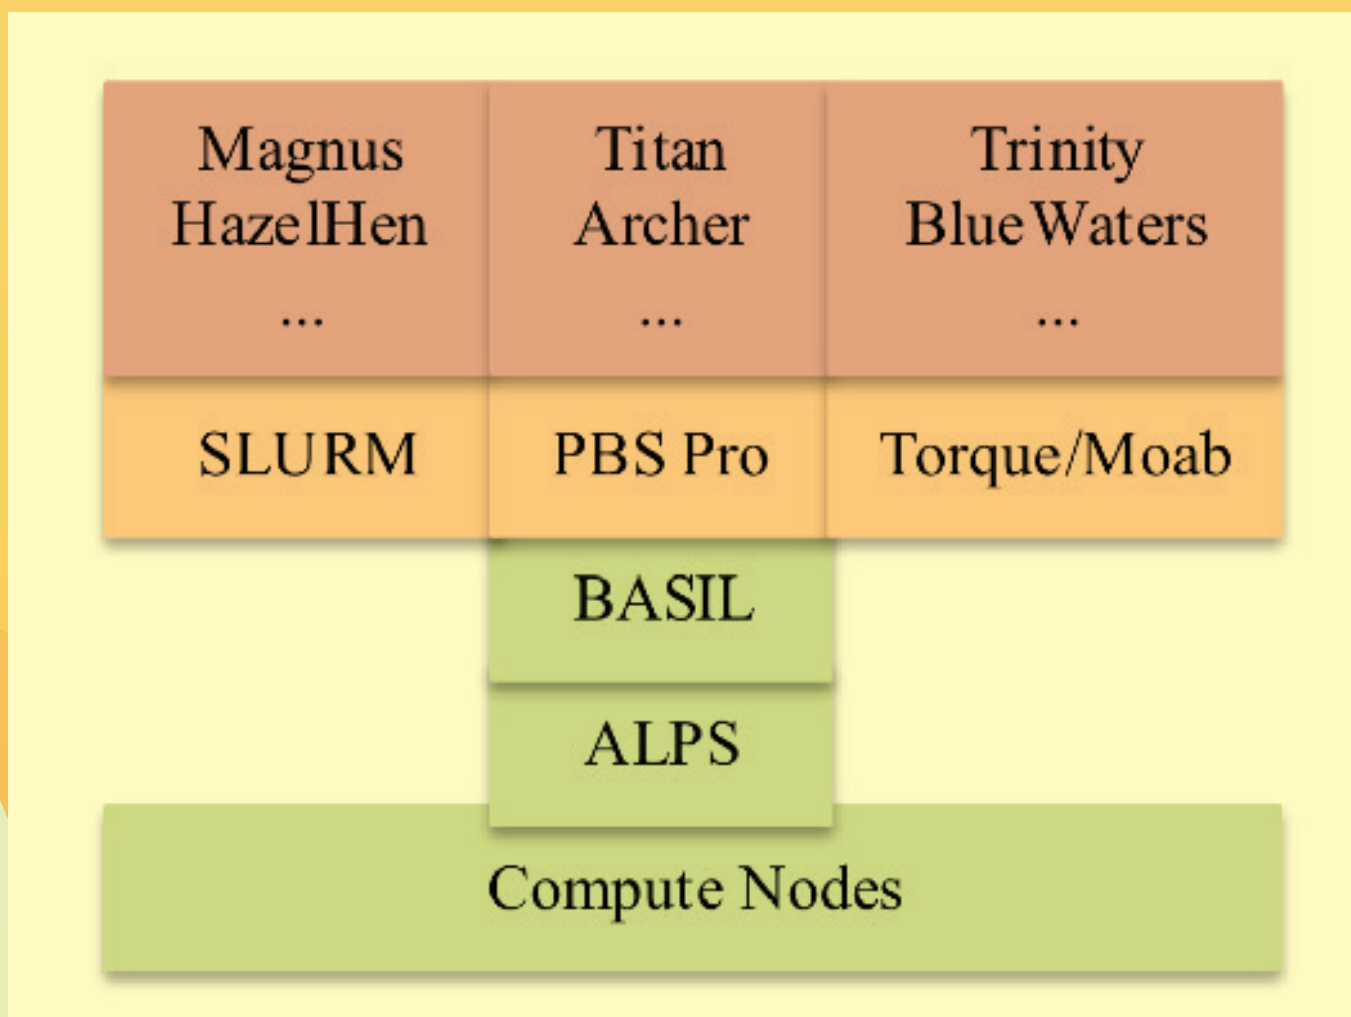 Magnus
HazelHen
...
Titan
Archer
...
Trinity
BlueWaters
...
SLURM
PBS Pro
Torque/Moab
BASIL
ALPS
Compute Nodes